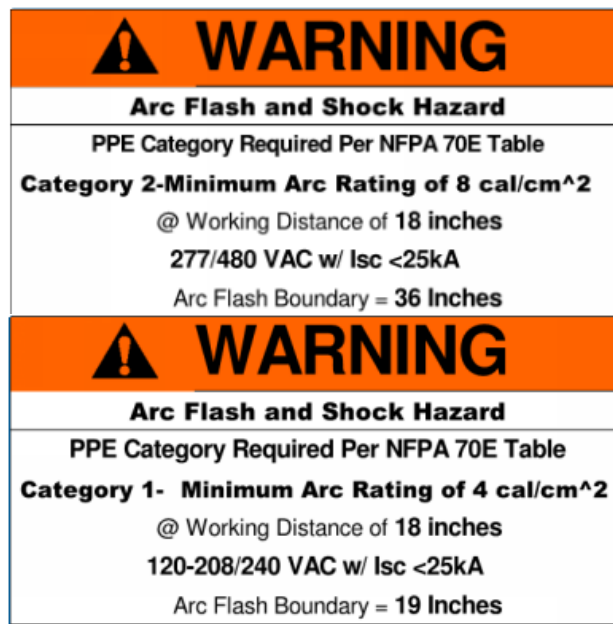 WARNING
Arc Flash and Shock Hazard
PPE Category Required Per NFPA 70E Table
Category 2-Minimum Arc Rating of 8 cal/cm^2
@ Working Distance of 18 inches
277/480 VAC w/ Isc <25kA
Arc Flash Boundary = 36 Inches
WARNING
Arc Flash and Shock Hazard
PPE Category Required Per NFPA 70E Table
Category 1- Minimum Arc Rating of 4 cal/cm^2
@ Working Distance of 18 inches
120-208/240 VAC w/ Isc <25kA
Arc Flash Boundary = 19 Inches